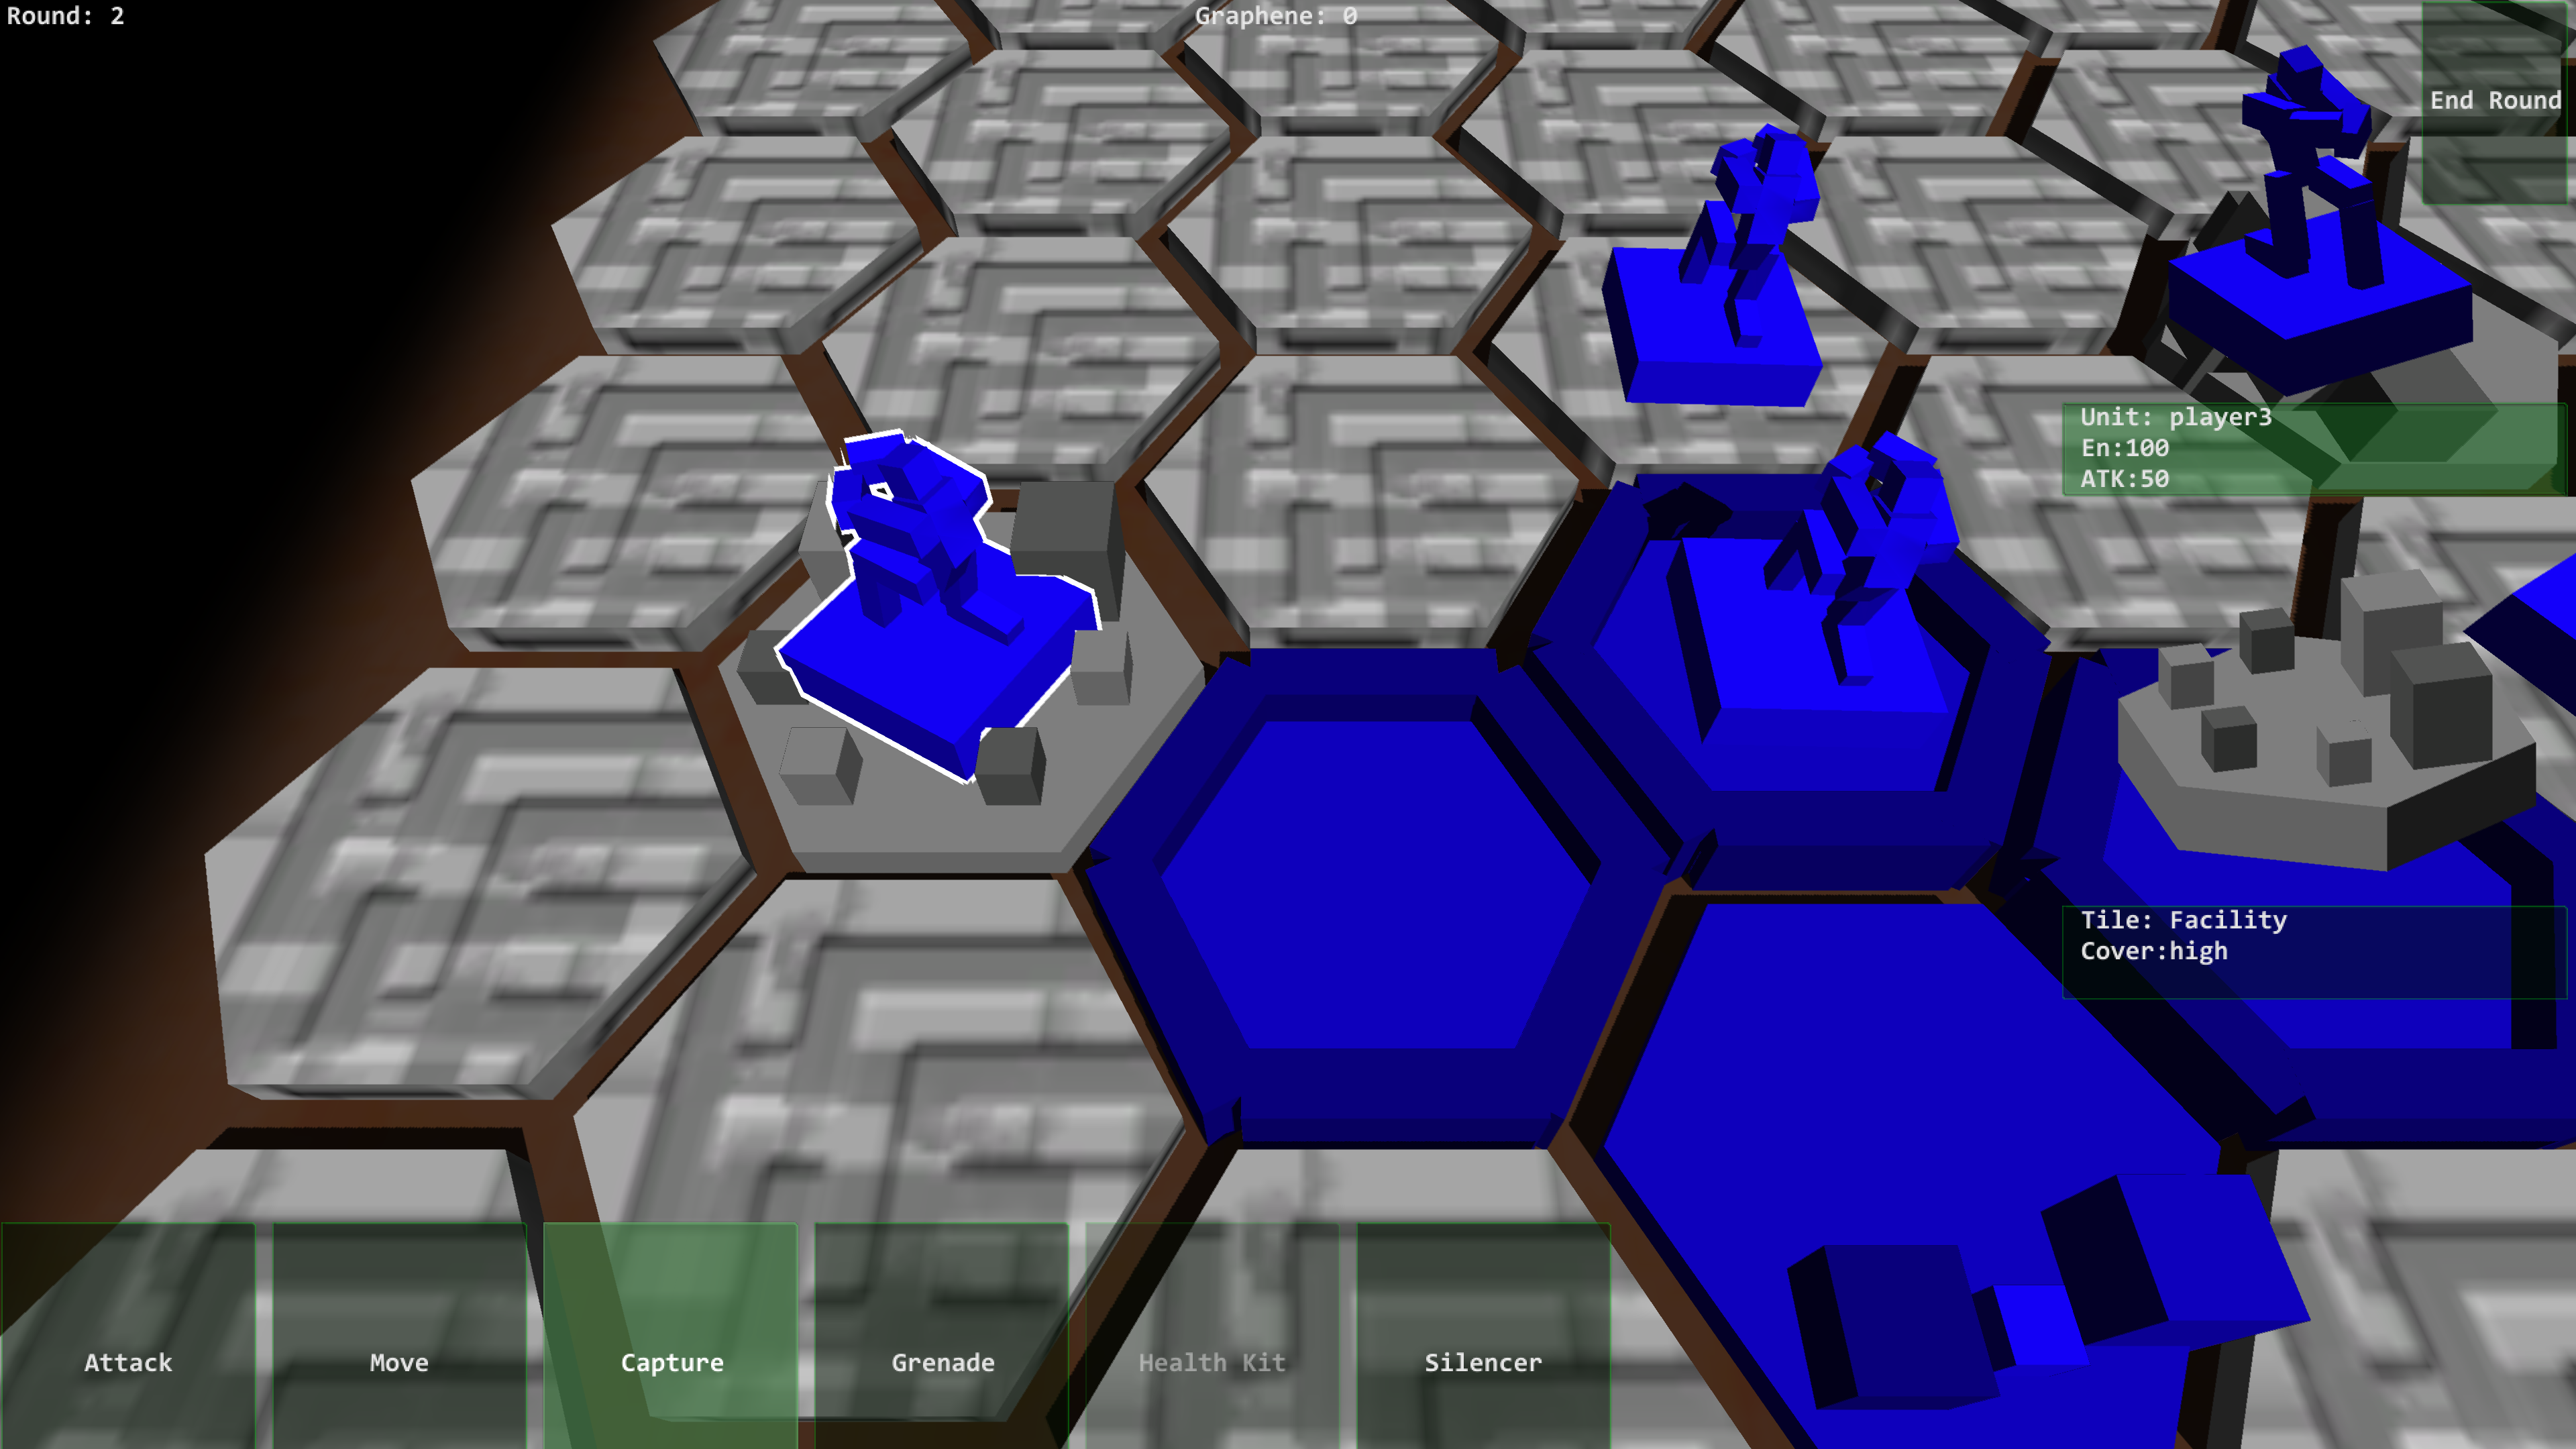 Round: 2
Graphene: 0
End Round
Unit: player3
En:100
ATK:50
Tile: Facility
Cover:high
Attack
Move
Capture
Grenade
Health Kit
Silencer